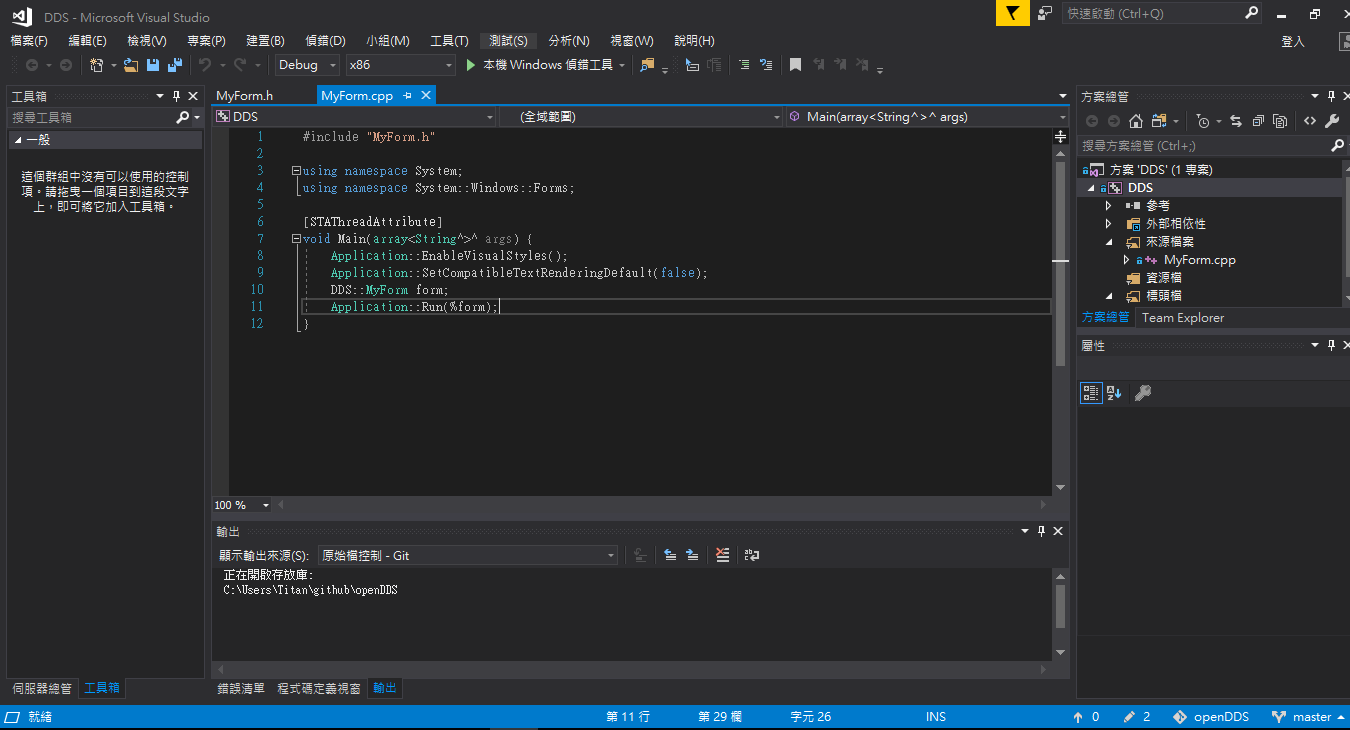 DDS - Microsoft Visual Studio
快速啟動 (Ctrl+Q)
檔案(F) 編輯(E) 檢視(V) 專案(P) 建置(B) 偵錯(D) 小組(M) 工具(T) 測試(S) 分析(N) 視窗(W) 說明(H)
登入
Debug x86 本機 Windows 偵錯工具
工具箱
搜尋工具箱
一般
這個群組中沒有可以使用的控制
項。請拖曳一個項目到這段文字
上，即可將它加入工具箱。
伺服器總管 工具箱
MyForm.h MyForm.cpp
DDS (全域範圍) Main(array<String^>^ args)
1 #include "MyForm.h"
2
3 using namespace System;
4 using namespace System::Windows::Forms;
5
6 [STAThreadAttribute]
7 void Main(array<String^>^ args) {
8 Application::EnableVisualStyles();
9 Application::SetCompatibleTextRenderingDefault(false);
10 DDS::MyForm form;
11 Application::Run(%form);
12 }
100 %
輸出
顯示輸出來源(S): 原始檔控制 - Git
正在開啟存放庫:
C:\Users\Titan\github\openDDS
錯誤清單 程式碼定義視窗 輸出
方案總管
搜尋方案總管 (Ctrl+;)
方案 'DDS' (1 專案)
DDS
參考
外部相依性
來源檔案
MyForm.cpp
資源檔
標頭檔
方案總管 Team Explorer
屬性
就緒 第 11 行 第 29 欄 字元 26 INS 0 2 openDDS master